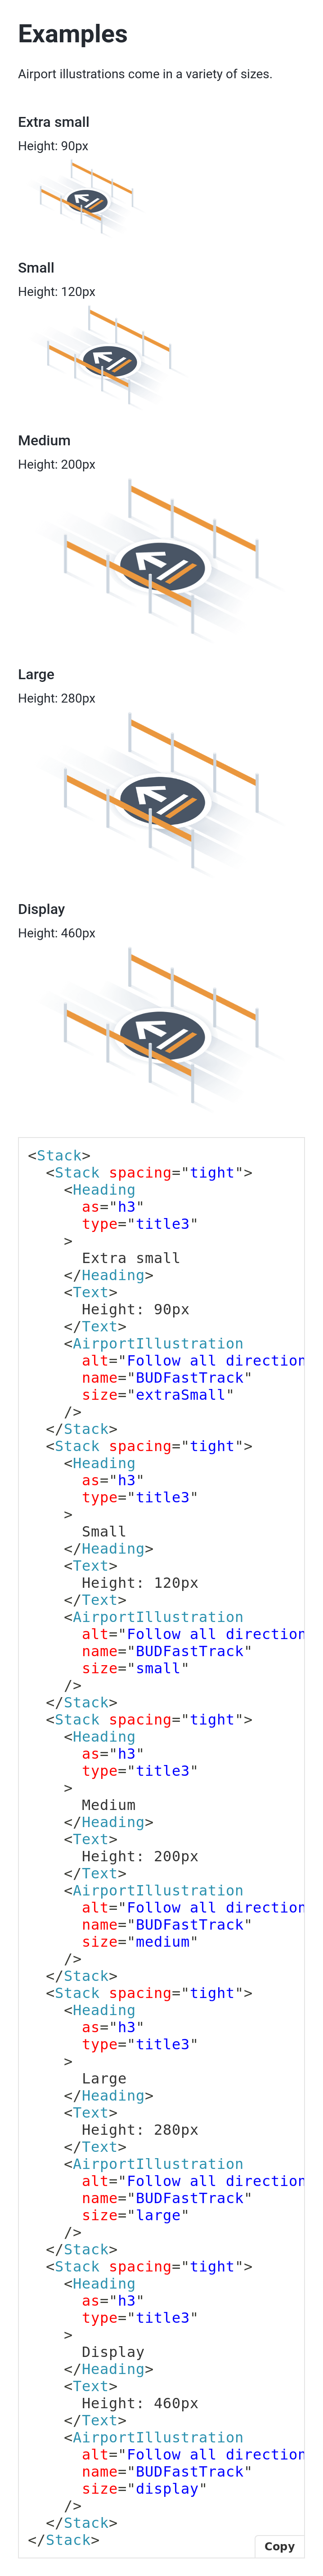 Examples
Airport illustrations come in a variety of sizes.
Extra small
Height: 90px
Small
Height: 120px
Medium
Height: 200px
Large
Height: 280px
Display
Height: 460px
<Stack>
  <Stack spacing="tight">
    <Heading
      as="h3"
      type="title3"
    >
      Extra small
    </Heading>
    <Text>
      Height: 90px
    </Text>
    <AirportIllustration
      alt="Follow all direction
      name="BUDFastTrack"
      size="extraSmall"
    />
  </Stack>
  <Stack spacing="tight">
    <Heading
      as="h3"
      type="title3"
    >
      Small
    </Heading>
    <Text>
      Height: 120px
    </Text>
    <AirportIllustration
      alt="Follow all direction
      name="BUDFastTrack"
      size="small"
    />
  </Stack>
  <Stack spacing="tight">
    <Heading
      as="h3"
      type="title3"
    >
      Medium
    </Heading>
    <Text>
      Height: 200px
    </Text>
    <AirportIllustration
      alt="Follow all direction
      name="BUDFastTrack"
      size="medium"
    />
  </Stack>
  <Stack spacing="tight">
    <Heading
      as="h3"
      type="title3"
    >
      Large
    </Heading>
    <Text>
      Height: 280px
    </Text>
    <AirportIllustration
      alt="Follow all direction
      name="BUDFastTrack"
      size="large"
    />
  </Stack>
  <Stack spacing="tight">
    <Heading
      as="h3"
      type="title3"
    >
      Display
    </Heading>
    <Text>
      Height: 460px
    </Text>
    <AirportIllustration
      alt="Follow all direction
      name="BUDFastTrack"
      size="display"
    />
  </Stack>
</Stack>
Copy